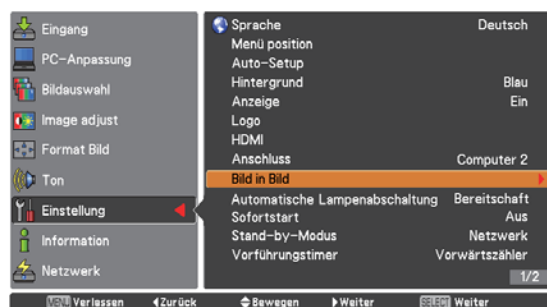 Eingang
PC-Anpassung
Bildauswahl
Image adjust
Format Bild
Ton
Einstellung
Information
Netzwerk
Sprache Deutsch
Menü position
Auto-Setup
Hintergrund Blau
Anzeige Ein
Logo
HDMI
Anschluss Computer 2
Bild in Bild
Automatische Lampenabschaltung Bereitschaft
Sofortstart Aus
Stand-by-Modus Netzwerk
Vorführungstimer Vorwärtszähler
1/2
MENU Verlassen Zurück Bewegen Weiter SELECT Weiter